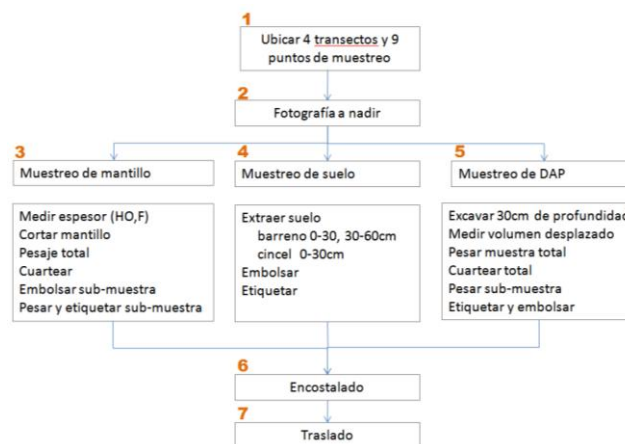 1
Ubicar 4 transectos y 9
puntos de muestreo
2
Fotografía a nadir
3
Muestreo de mantillo
Medir espesor (HO,F)
Cortar mantillo
Pesaje total
Cuartear
Embolsar sub-muestra
Pesar y etiquetar sub-muestra
4
Muestreo de suelo
Extraer suelo
barreno 0-30, 30-60cm
cincel 0-30cm
Embolsar
Etiquetar
5
Muestreo de DAP
Excavar 30cm de profundidad
Medir volumen desplazado
Pesar muestra total
Cuartear total
Pesar sub-muestra
Etiquetar y embolsar
6
Encostalado
7
Traslado